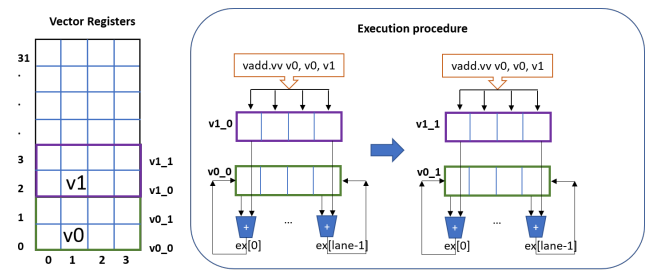 Vector Registers
31
.
.
.
3
2
1
0
v1
v0
0 1 2 3
v1_1
v1_0
v0_1
v0_0
Execution procedure
vadd.vv v0, v0, v1
v1_0
v0_0
+
...
+
ex[0]
ex[lane-1]
vadd.vv v0, v0, v1
v1_1
v0_1
+
...
+
ex[0]
ex[lane-1]